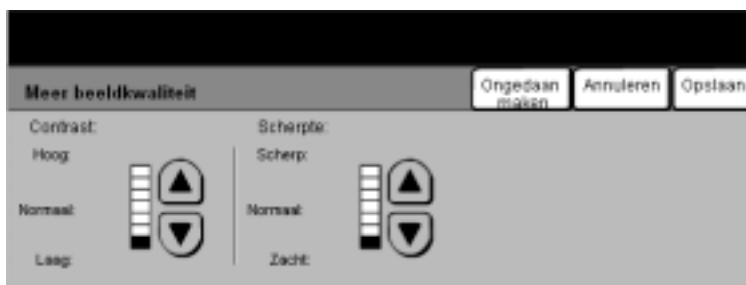 Meer beeldkwaliteit
Ongedaan
maken
Annuleren
Opslaan
Contrast:
Scherpte:
Hoog:
Scherp:
Normaal:
Normaal:
Laag:
Zacht: